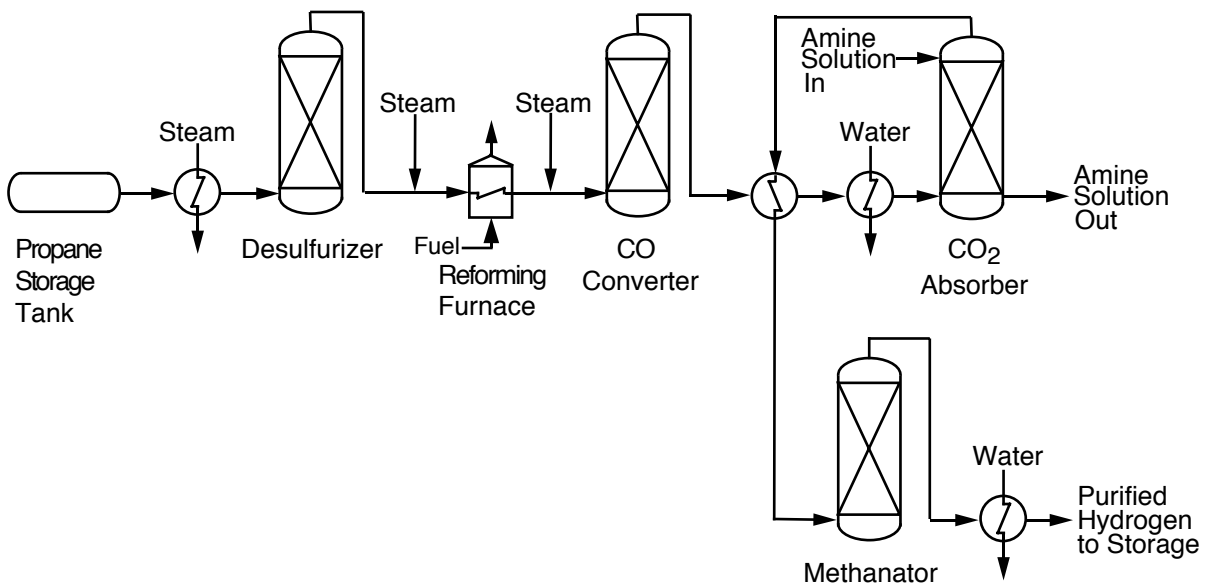 Steam
Propane
Storage
Tank
Desulfurizer
Steam
Fuel
Reforming
Furnace
Steam
CO
Converter
Amine
Solution
In
Water
Amine
Solution
Out
CO2
Absorber
Methanator
Water
Purified
Hydrogen
to Storage